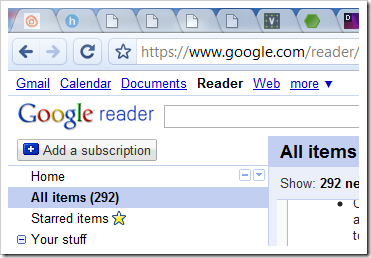 https://www.google.com/reader/
Gmail Calendar Documents Reader Web more ▼
Google reader
Add a subscription
Home
All items (292)
Starred items
Your stuff
All items
Show: 292 ne